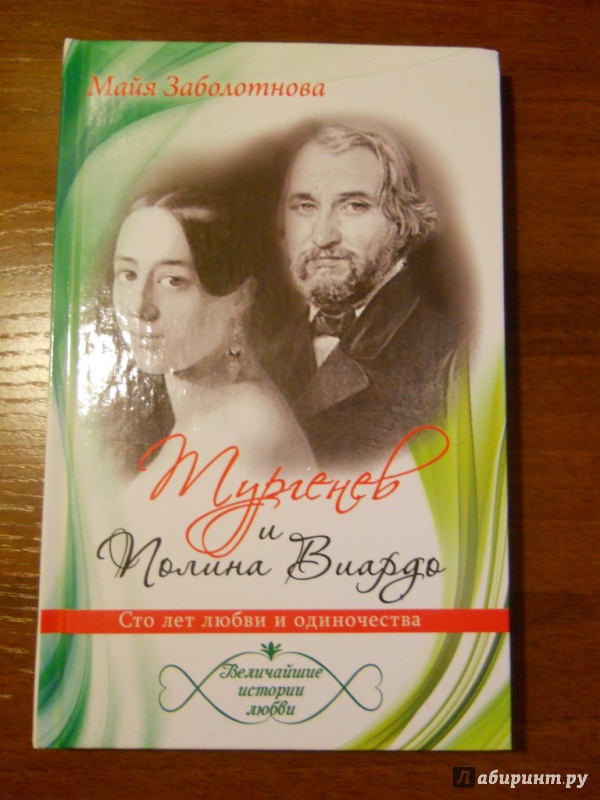 Майя Заболотнова
Тургенев
и
Полина Виардо
Сто лет любви и одиночества
Величайшие
истории
любви
Лабиринт.ру